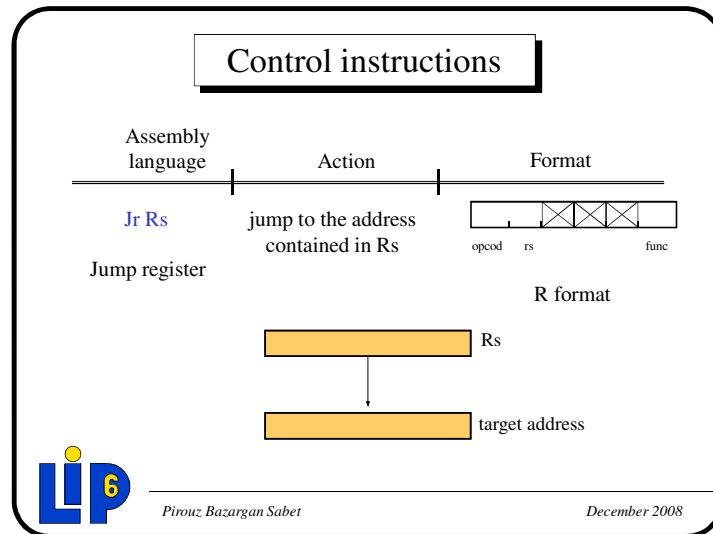 Control instructions
Assembly
language
Action
Format
Jr Rs
jump to the address
contained in Rs
opcod rs func
Jump register
R format
Rs
target address
LIP6
Pirouz Bazargan Sabet
December 2008